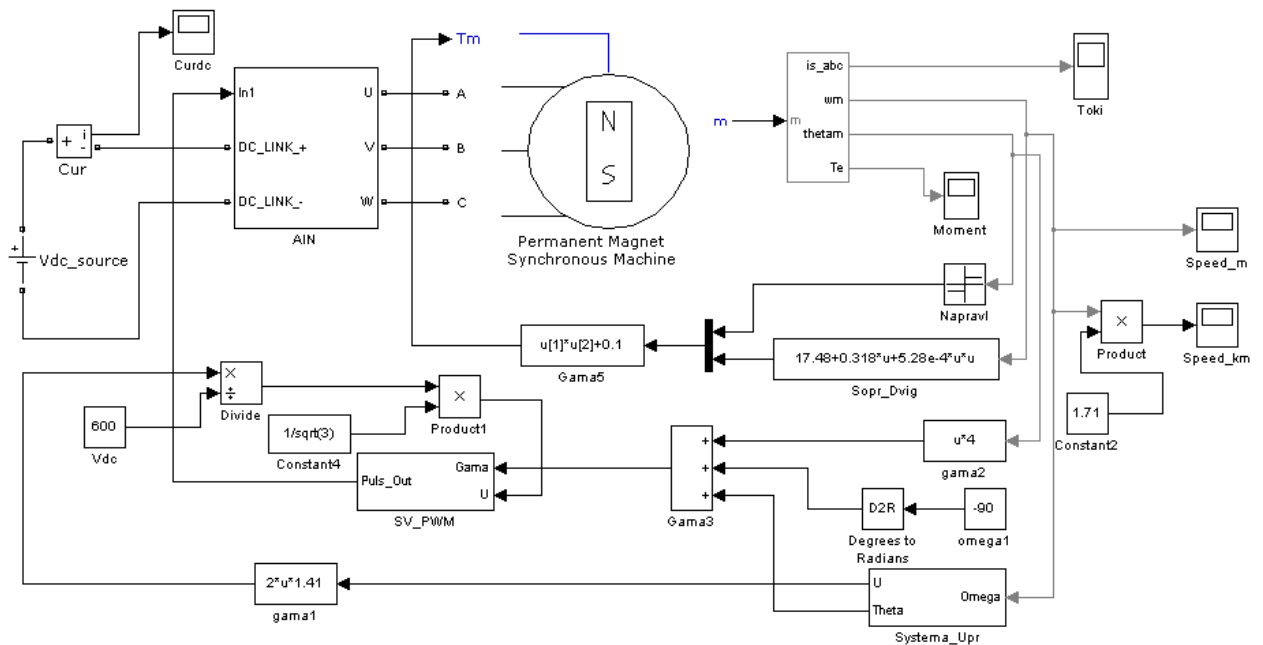 Curdc
In1
DC_LINK_+
DC_LINK_-
U
V
W
AIN
+
i
-
Cur
+
Vdc_source
Tm
A
B
C
N
S
Permanent Magnet
Synchronous Machine
m
m
is_abc
wm
thetam
Te
Toki
Moment
Speed_m
Napravl
×
Product
Speed_km
u[1]*u[2]+0.1
Gama5
17.48+0.318*u+5.28e-4*u*u
Sopr_Dvig
1.71
Constant2
×
÷
Divide
600
Vdc
1/sqrt(3)
Constant4
×
Product1
Puls_Out
Gama
U
SV_PWM
+
+
+
Gama3
u*4
gama2
D2R
Degrees to
Radians
-90
omega1
2*u*1.41
gama1
U
Theta
Omega
Systema_Upr